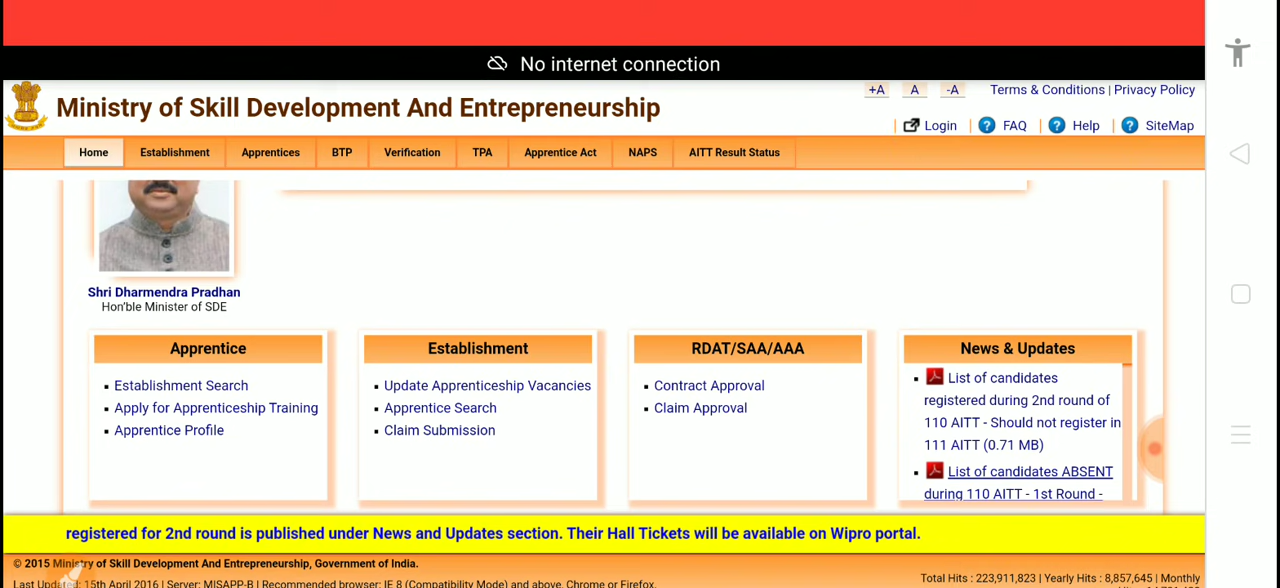 No internet connection
Ministry of Skill Development And Entrepreneurship
+A A -A Terms & Conditions | Privacy Policy
Login | FAQ | Help | SiteMap
Home Establishment Apprentices BTP Verification TPA Apprentice Act NAPS AITT Result Status
Shri Dharmendra Pradhan
Hon'ble Minister of SDE
Apprentice
Establishment Search
Apply for Apprenticeship Training
Apprentice Profile
Establishment
Update Apprenticeship Vacancies
Apprentice Search
Claim Submission
RDAT/SAA/AAA
Contract Approval
Claim Approval
News & Updates
List of candidates
registered during 2nd round of
110 AITT - Should not register in
111 AITT (0.71 MB)
List of candidates ABSENT
during 110 AITT - 1st Round -
registered for 2nd round is published under News and Updates section. Their Hall Tickets will be available on Wipro portal.
© 2015 Ministry of Skill Development And Entrepreneurship, Government of India.
Last Updated: 15th April 2016 | Server: MISAPP-B | Recommended browser: IE 8 (Compatibility Mode) and above, Chrome or Firefox.
Total Hits : 223,911,823 | Yearly Hits : 8,857,645 | Monthly